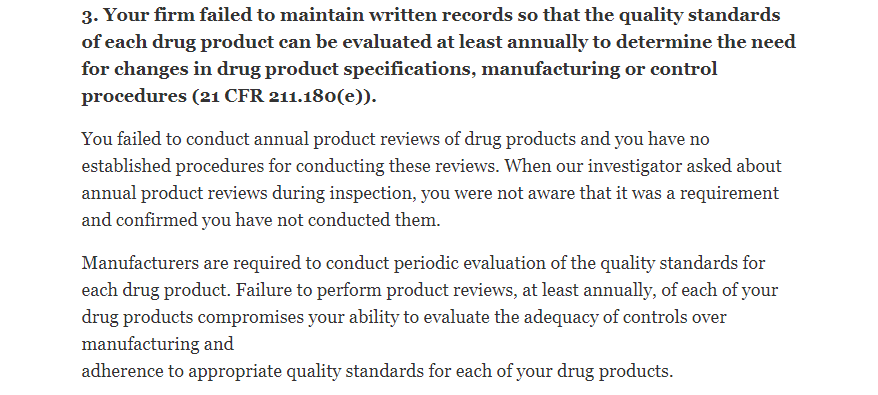 3. Your firm failed to maintain written records so that the quality standards
of each drug product can be evaluated at least annually to determine the need
for changes in drug product specifications, manufacturing or control
procedures (21 CFR 211.180(e)).
You failed to conduct annual product reviews of drug products and you have no
established procedures for conducting these reviews. When our investigator asked about
annual product reviews during inspection, you were not aware that it was a requirement
and confirmed you have not conducted them.
Manufacturers are required to conduct periodic evaluation of the quality standards for
each drug product. Failure to perform product reviews, at least annually, of each of your
drug products compromises your ability to evaluate the adequacy of controls over
manufacturing and
adherence to appropriate quality standards for each of your drug products.